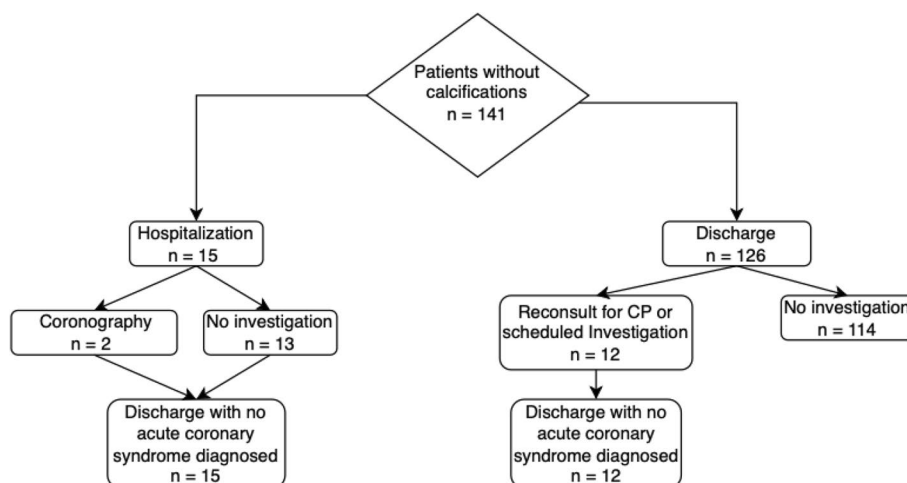 Patients without
calcifications
n = 141
Hospitalization
n = 15
Discharge
n = 126
Coronography
n = 2
No investigation
n = 13
Reconsult for CP or
scheduled Investigation
n = 12
No investigation
n = 114
Discharge with no
acute coronary
syndrome diagnosed
n = 15
Discharge with no
acute coronary
syndrome diagnosed
n = 12